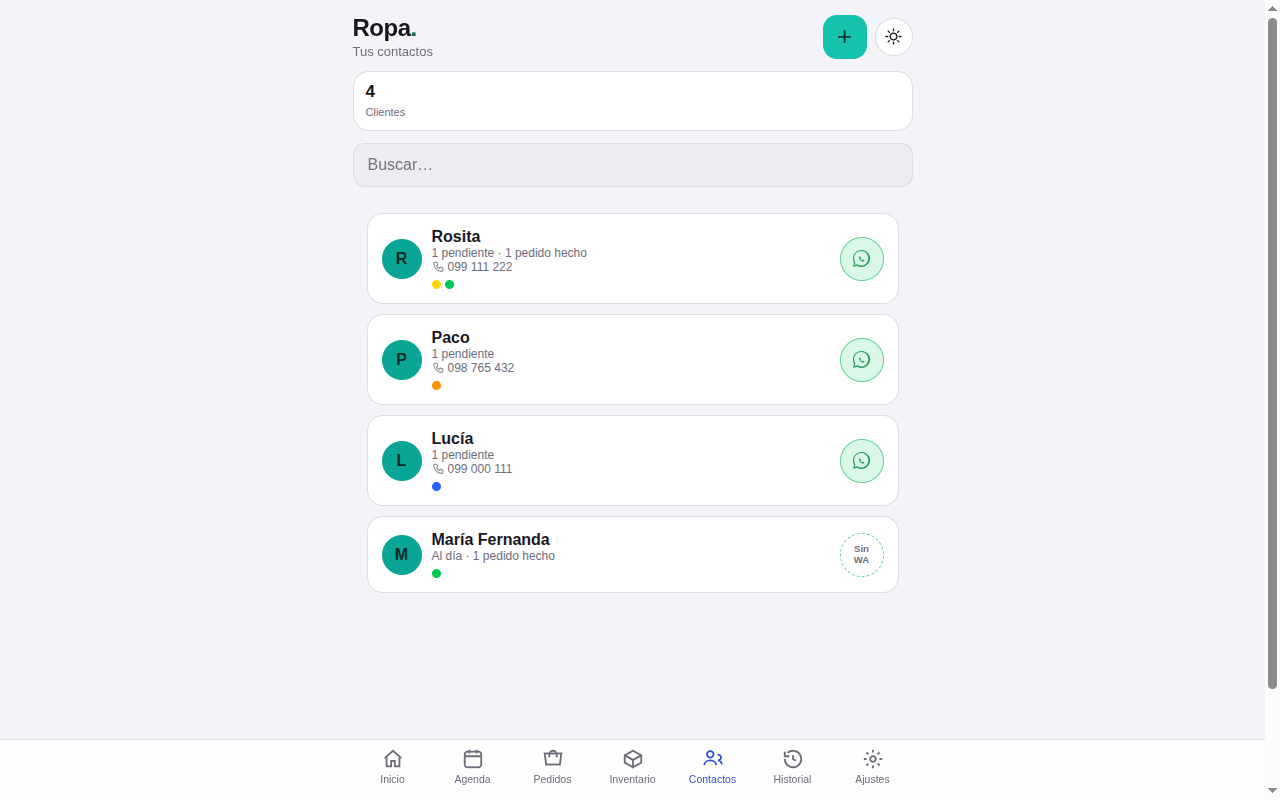 Ropa.
Tus contactos
+
4
Clientes
Buscar…
R
Rosita
1 pendiente · 1 pedido hecho
099 111 222
P
Paco
1 pendiente
098 765 432
L
Lucía
1 pendiente
099 000 111
M
María Fernanda
Al día · 1 pedido hecho
Sin
WA
Inicio
Agenda
Pedidos
Inventario
Contactos
Historial
Ajustes